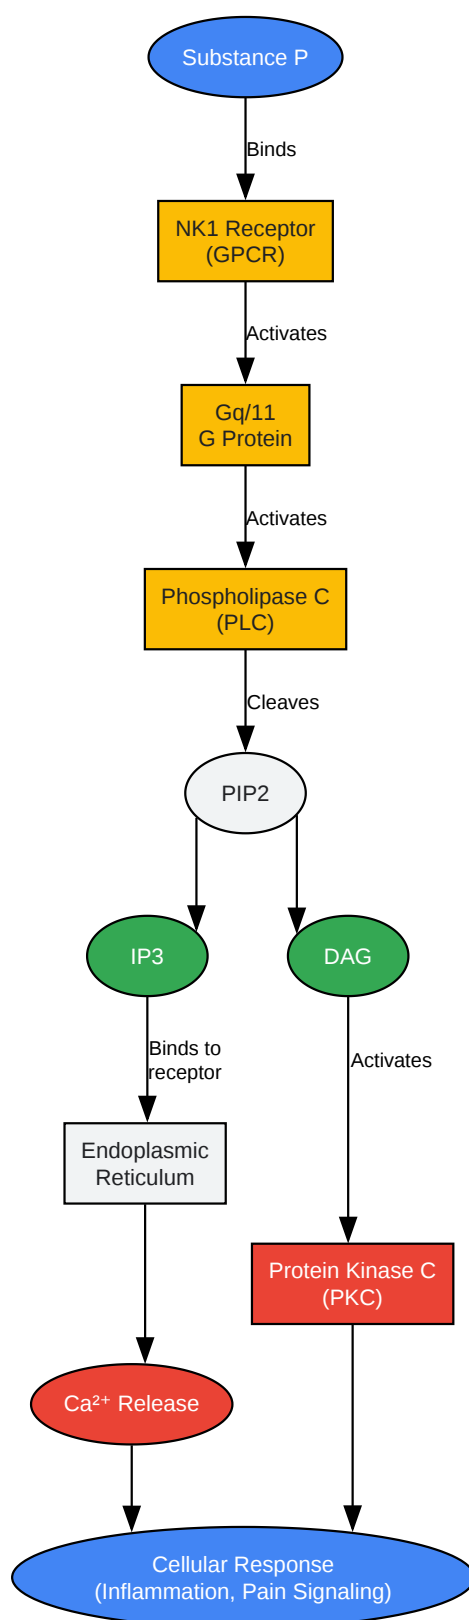 Substance P
Binds
NK1 Receptor
(GPCR)
Activates
Gq/11
G Protein
Activates
Phospholipase C
(PLC)
Cleaves
PIP2
IP3
DAG
Binds to
receptor
Activates
Endoplasmic
Reticulum
Protein Kinase C
(PKC)
Ca²⁺ Release
Cellular Response
(Inflammation, Pain Signaling)